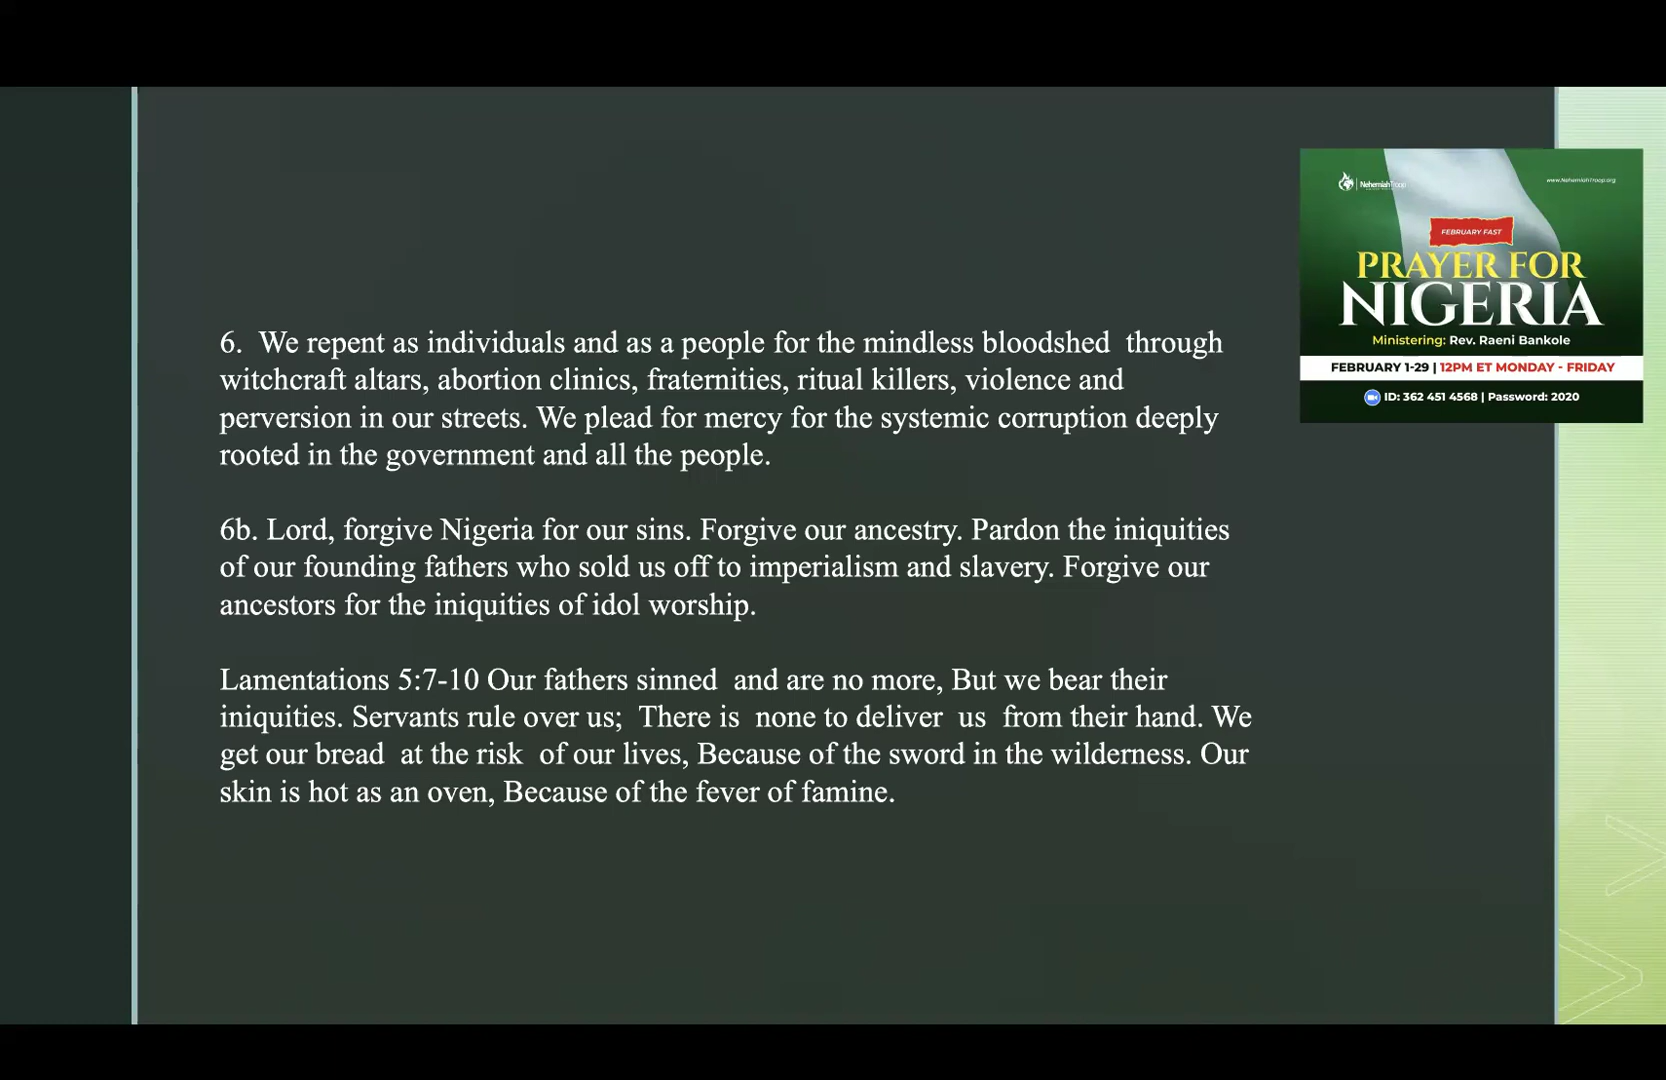 6.  We repent as individuals and as a people for the mindless bloodshed  through
witchcraft altars, abortion clinics, fraternities, ritual killers, violence and
perversion in our streets. We plead for mercy for the systemic corruption deeply
rooted in the government and all the people.
6b. Lord, forgive Nigeria for our sins. Forgive our ancestry. Pardon the iniquities
of our founding fathers who sold us off to imperialism and slavery. Forgive our
ancestors for the iniquities of idol worship.
Lamentations 5:7-10 Our fathers sinned  and are no more, But we bear their
iniquities. Servants rule over us;  There is  none to deliver  us  from their hand. We
get our bread  at the risk  of our lives, Because of the sword in the wilderness. Our
skin is hot as an oven, Because of the fever of famine.
NehemiahTroop
www.NehemiahTroop.org
FEBRUARY FAST
PRAYER FOR
NIGERIA
Ministering: Rev. Raeni Bankole
FEBRUARY 1-29 | 12PM ET MONDAY - FRIDAY
ID: 362 451 4568 | Password: 2020